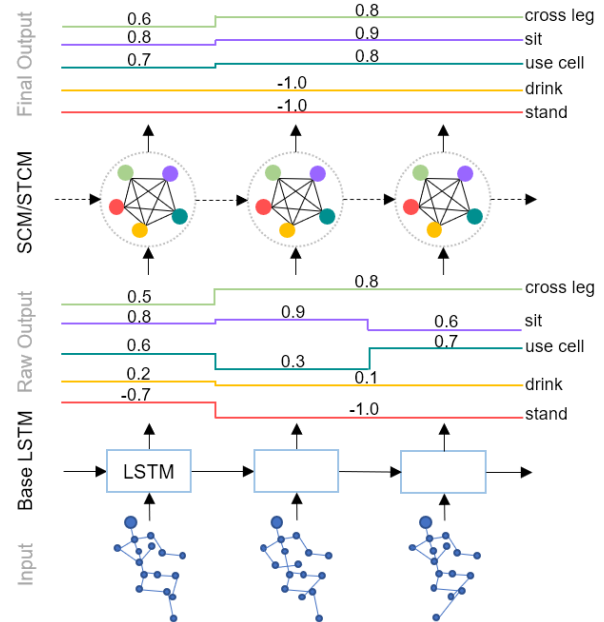 Final Output
0.6
0.8
cross leg
0.8
0.9
sit
0.7
0.8
use cell
-1.0
drink
-1.0
stand
SCM/STCM
Raw Output
0.5
0.8
cross leg
0.8
0.9
0.6
sit
0.6
0.3
0.7
use cell
0.2
0.1
drink
-0.7
-1.0
stand
Base LSTM
LSTM
Input